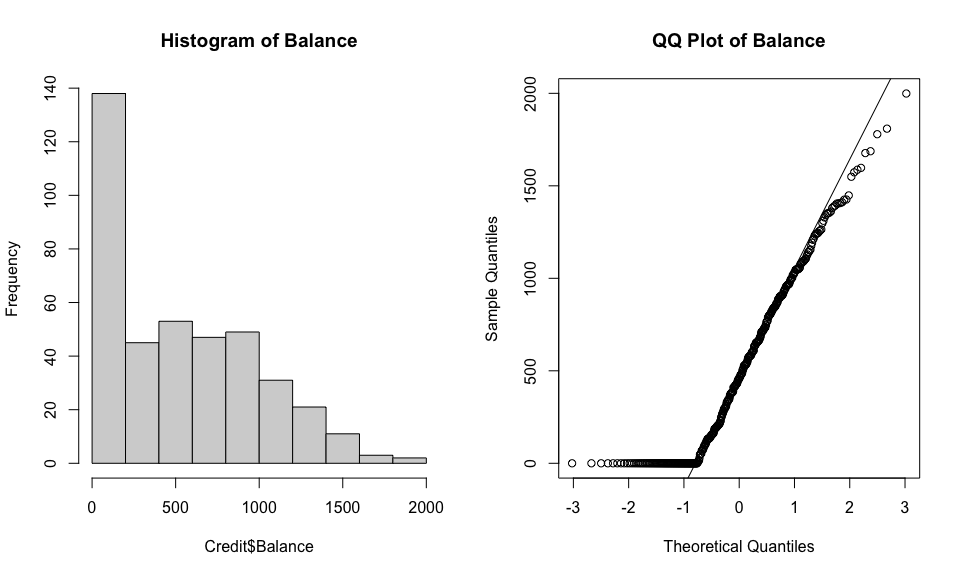 Histogram of Balance
Frequency
0
20
40
60
80
100
120
140
0 500 1000 1500 2000
Credit$Balance
QQ Plot of Balance
Sample Quantiles
0
500
1000
1500
2000
-3 -2 -1 0 1 2 3
Theoretical Quantiles